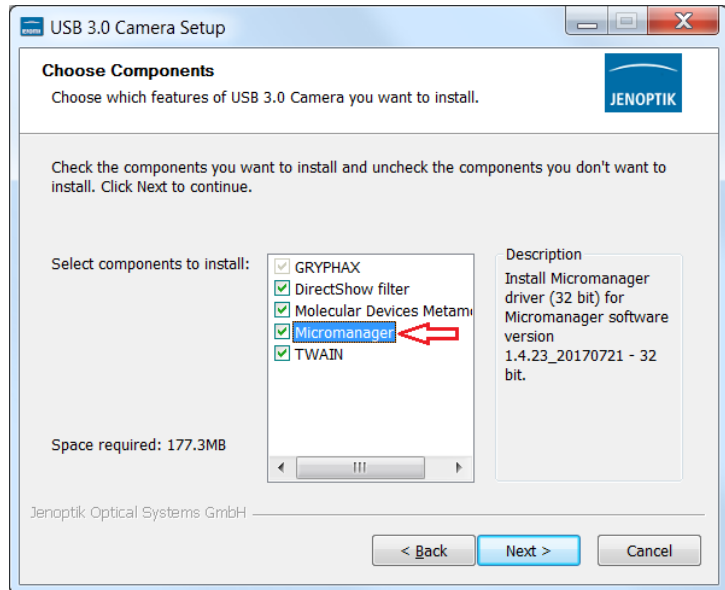 USB 3.0 Camera Setup
Choose Components
Choose which features of USB 3.0 Camera you want to install.
JENOPTIK
Check the components you want to install and uncheck the components you don't want to
install. Click Next to continue.
Select components to install:
GRYPHAX
DirectShow filter
Molecular Devices Metam
Micromanager
TWAIN
Description
Install Micromanager
driver (32 bit) for
Micromanager software
version
1.4.23_20170721 - 32
bit.
Space required: 177.3MB
Jenoptik Optical Systems GmbH
< Back
Next >
Cancel